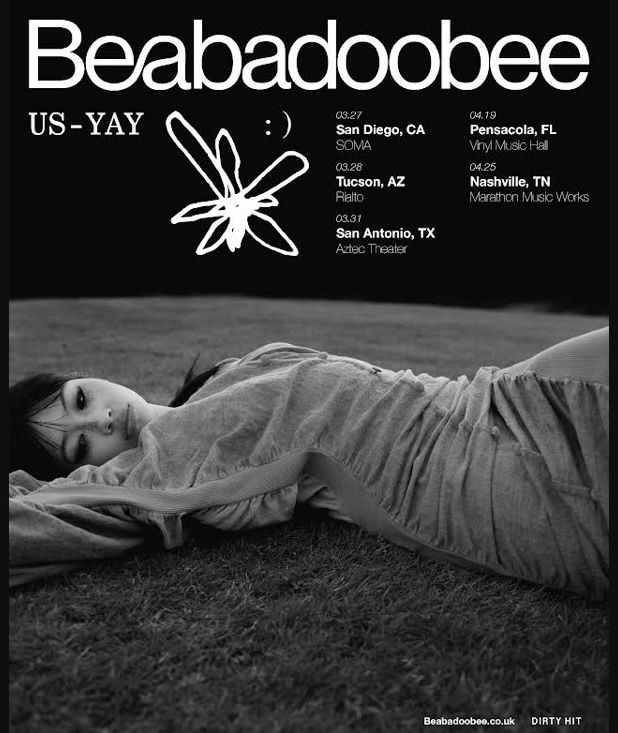 Beabadoobee
US-YAY :)
03.27
San Diego, CA
SOMA
03.28
Tucson, AZ
Rialto
03.31
San Antonio, TX
Aztec Theater
04.19
Pensacola, FL
Vinyl Music Hall
04.25
Nashville, TN
Marathon Music Works
Beabadoobee.co.uk DIRTY HIT